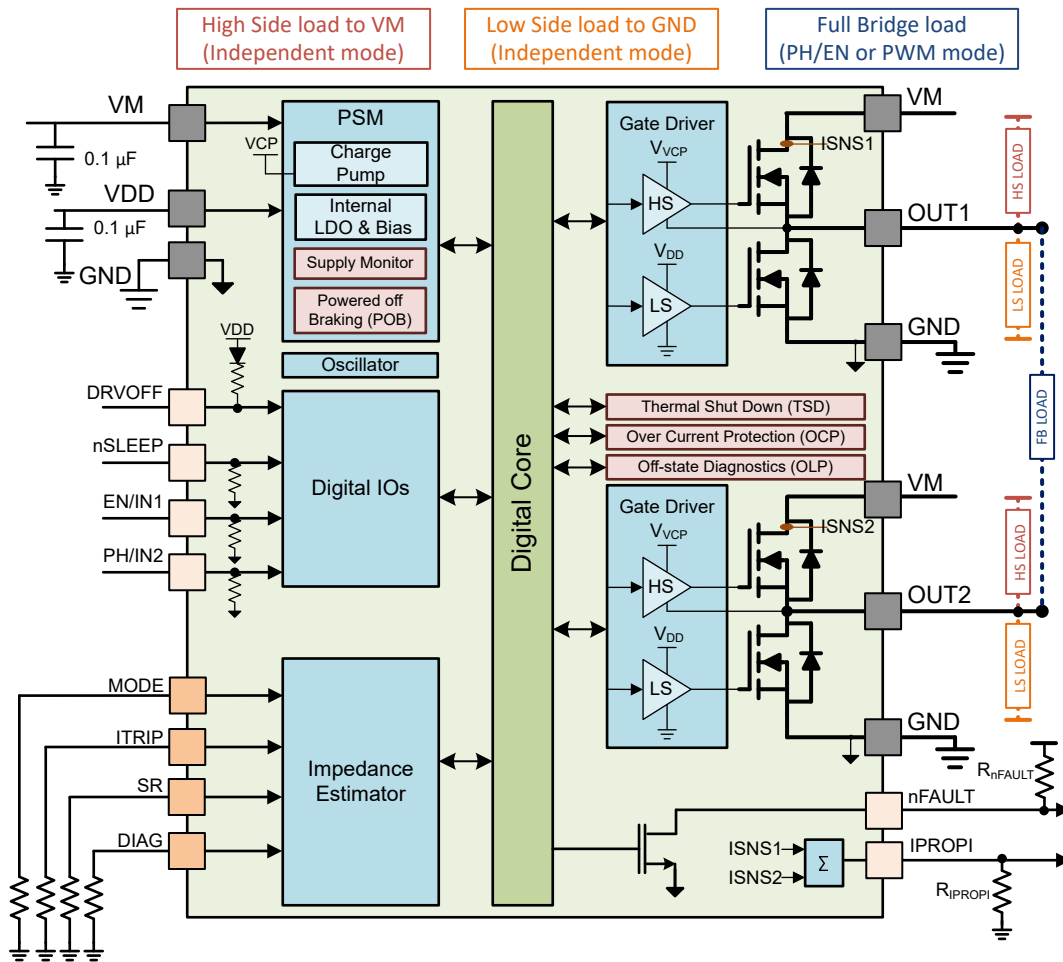 High Side load to VM
(Independent mode)
Low Side load to GND
(Independent mode)
Full Bridge load
(PH/EN or PWM mode)
VM
0.1 µF
VDD
0.1 µF
GND
PSM
VCP
Charge
Pump
Internal
LDO & Bias
Supply Monitor
Powered off
Braking (POB)
Oscillator
VDD
DRVOFF
nSLEEP
EN/IN1
PH/IN2
Digital IOs
MODE
ITRIP
SR
DIAG
Impedance
Estimator
Digital Core
Gate Driver
VVCP
HS
VDD
LS
ISNS1
VM
OUT1
GND
HS LOAD
LS LOAD
FB LOAD
Thermal Shut Down (TSD)
Over Current Protection (OCP)
Off-state Diagnostics (OLP)
Gate Driver
VVCP
HS
VDD
LS
ISNS2
VM
OUT2
GND
HS LOAD
LS LOAD
RnFAULT
nFAULT
ISNS1
ISNS2
Σ
IPROPI
RIPROPI